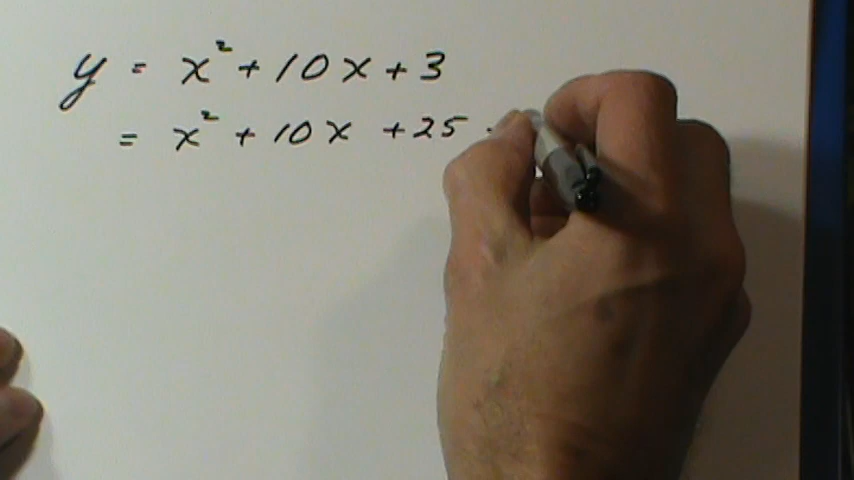 y = x² + 10x + 3
= x² + 10x + 25